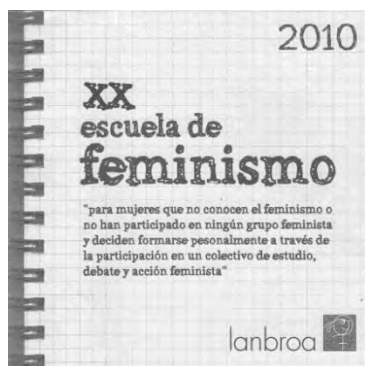 2010
XX
escuela de
feminismo
"para mujeres que no conocen el feminismo o
no han participado en ningún grupo feminista
y deciden formarse pesonalmente a través de
la participación en un colectivo de estudio,
debate y acción feminista"
lanbroa